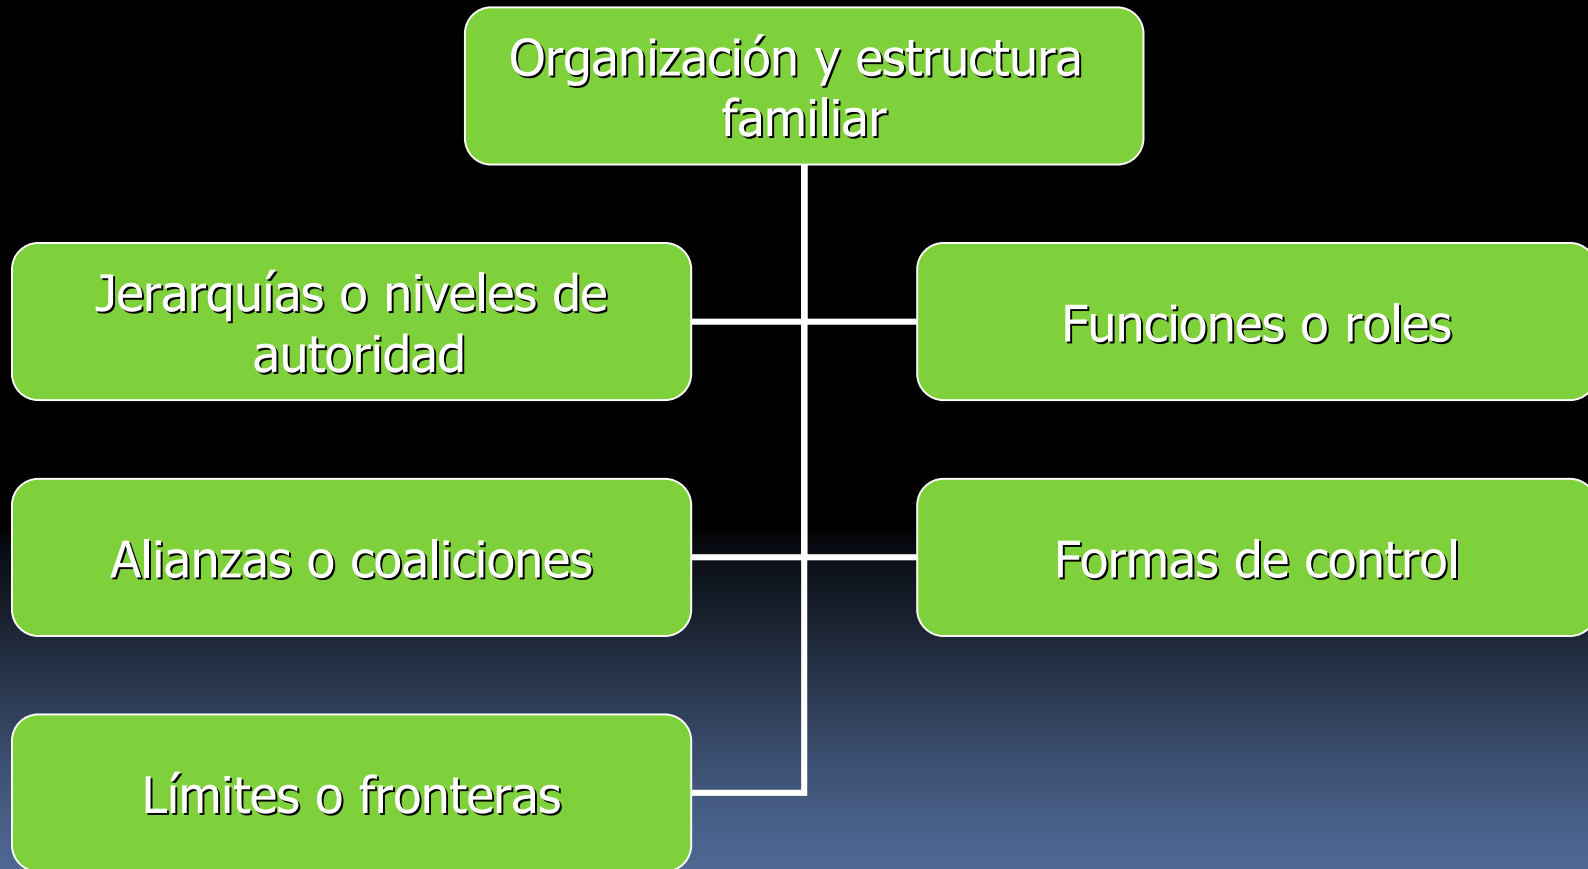 Organización y estructura
familiar
Jerarquías o niveles de
autoridad
Funciones o roles
Alianzas o coaliciones
Formas de control
Límites o fronteras